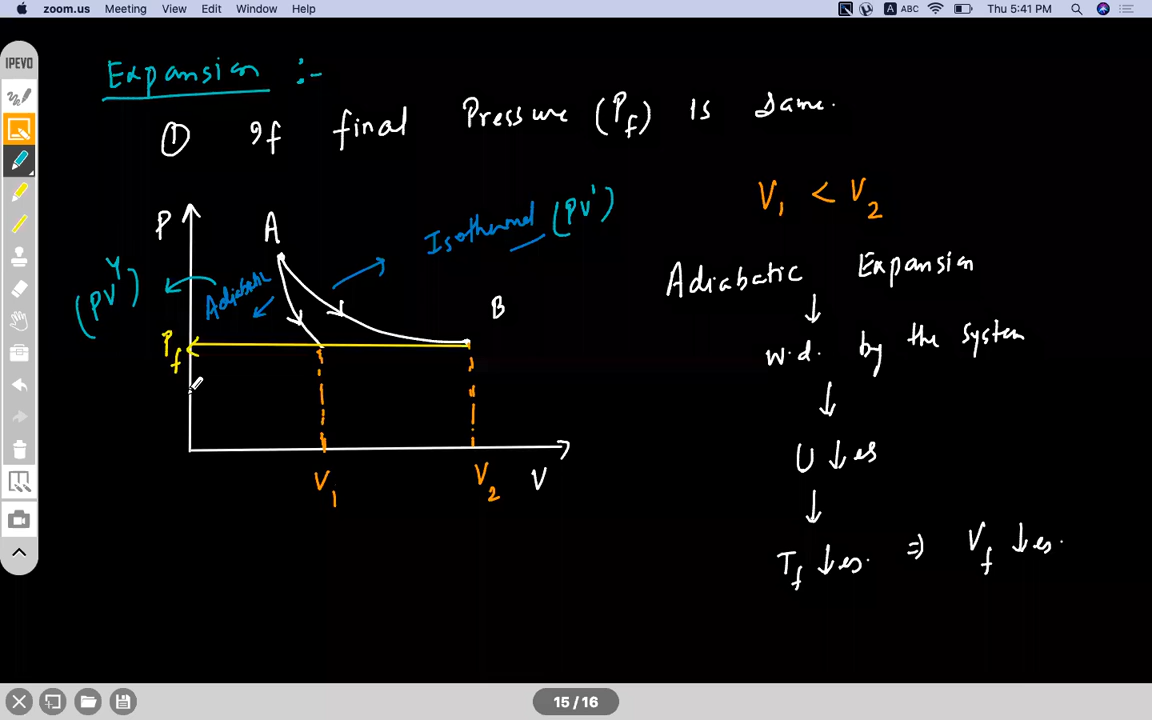 zoom.us Meeting View Edit Window Help A ABC Thu 5:41 PM
IPEVO
Expansion :-
① If final Pressure (Pf) is same.
V₁ < V₂
P
A
Isothermal (PV¹)
Adiabatic
(PV^γ)
B
Pf
V₁
V₂
V
Adiabatic Expansion
↓
w.d. by the system
↓
U ↓es
↓
Tf ↓es. ⇒ Vf ↓es.
15 / 16